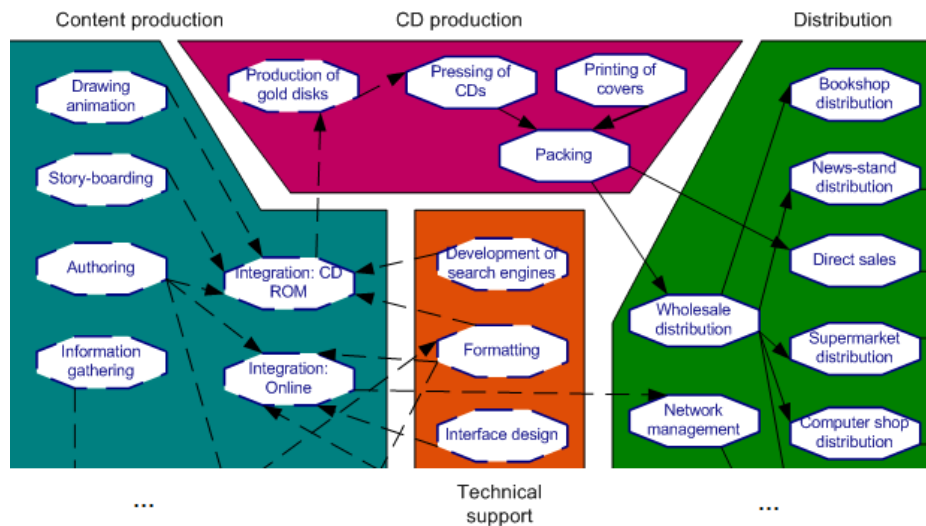 Content production
CD production
Distribution
Drawing
animation
Production of
gold disks
Pressing of
CDs
Printing of
covers
Bookshop
distribution
Story-boarding
Packing
News-stand
distribution
Authoring
Integration: CD
ROM
Development of
search engines
Direct sales
Wholesale
distribution
Information
gathering
Integration:
Online
Formatting
Supermarket
distribution
Network
management
Interface design
Computer shop
distribution
...
Technical
support
...